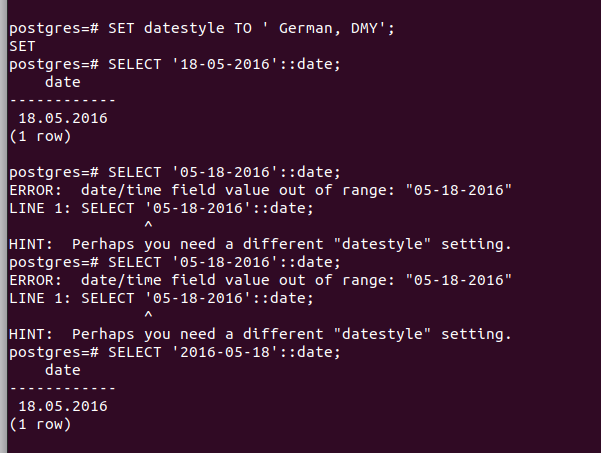 postgres=# SET datestyle TO ' German, DMY';
SET
postgres=# SELECT '18-05-2016'::date;
    date
------------
 18.05.2016
(1 row)

postgres=# SELECT '05-18-2016'::date;
ERROR:  date/time field value out of range: "05-18-2016"
LINE 1: SELECT '05-18-2016'::date;
               ^
HINT:  Perhaps you need a different "datestyle" setting.
postgres=# SELECT '05-18-2016'::date;
ERROR:  date/time field value out of range: "05-18-2016"
LINE 1: SELECT '05-18-2016'::date;
               ^
HINT:  Perhaps you need a different "datestyle" setting.
postgres=# SELECT '2016-05-18'::date;
    date
------------
 18.05.2016
(1 row)